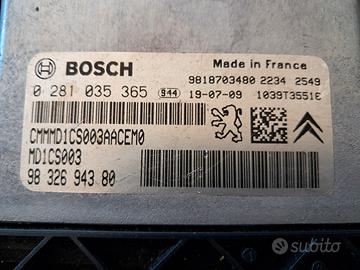 BOSCH
Made in France
9818703480 2234 2549
0 281 035 365 944 19-07-09 1039T3551E
CMMMD1CS003AACEM0
MD1CS003
98 326 943 80
subito